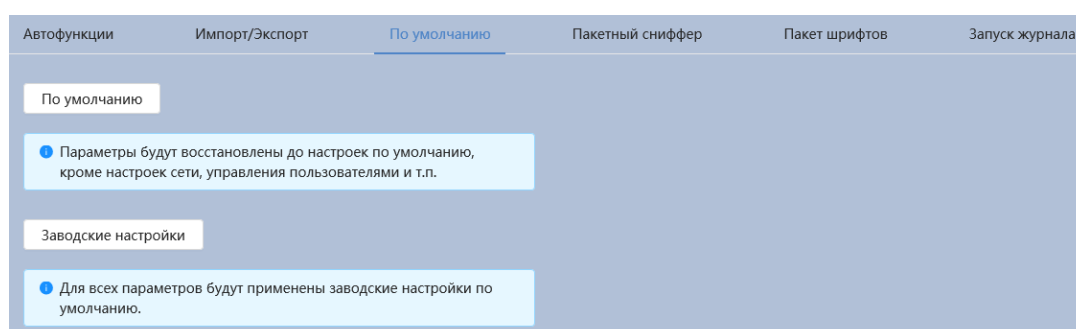 Автофункции Импорт/Экспорт По умолчанию Пакетный сниффер Пакет шрифтов Запуск журнала
По умолчанию
Параметры будут восстановлены до настроек по умолчанию,
кроме настроек сети, управления пользователями и т.п.
Заводские настройки
Для всех параметров будут применены заводские настройки по
умолчанию.